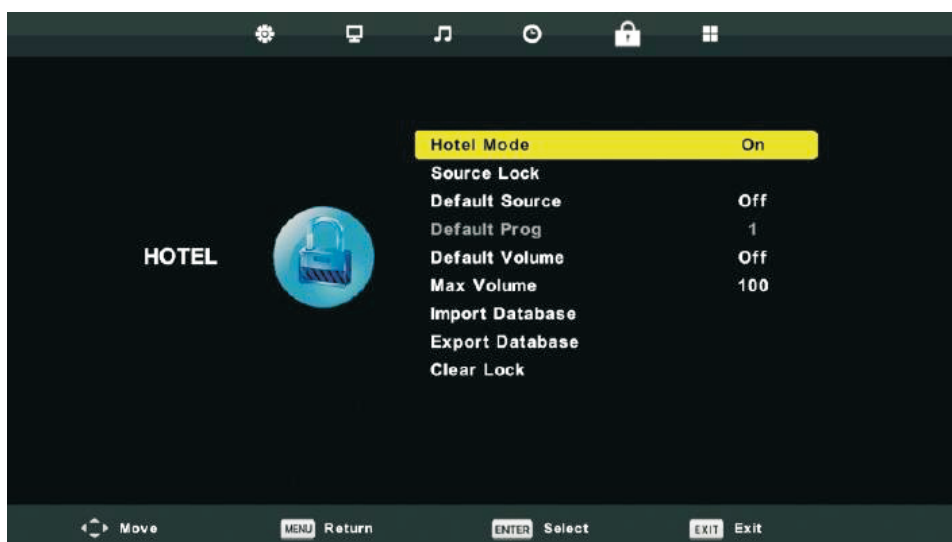 Hotel Mode On
Source Lock
Default Source Off
Default Prog 1
HOTEL
Default Volume Off
Max Volume 100
Import Database
Export Database
Clear Lock
Move MENU Return ENTER Select EXIT Exit